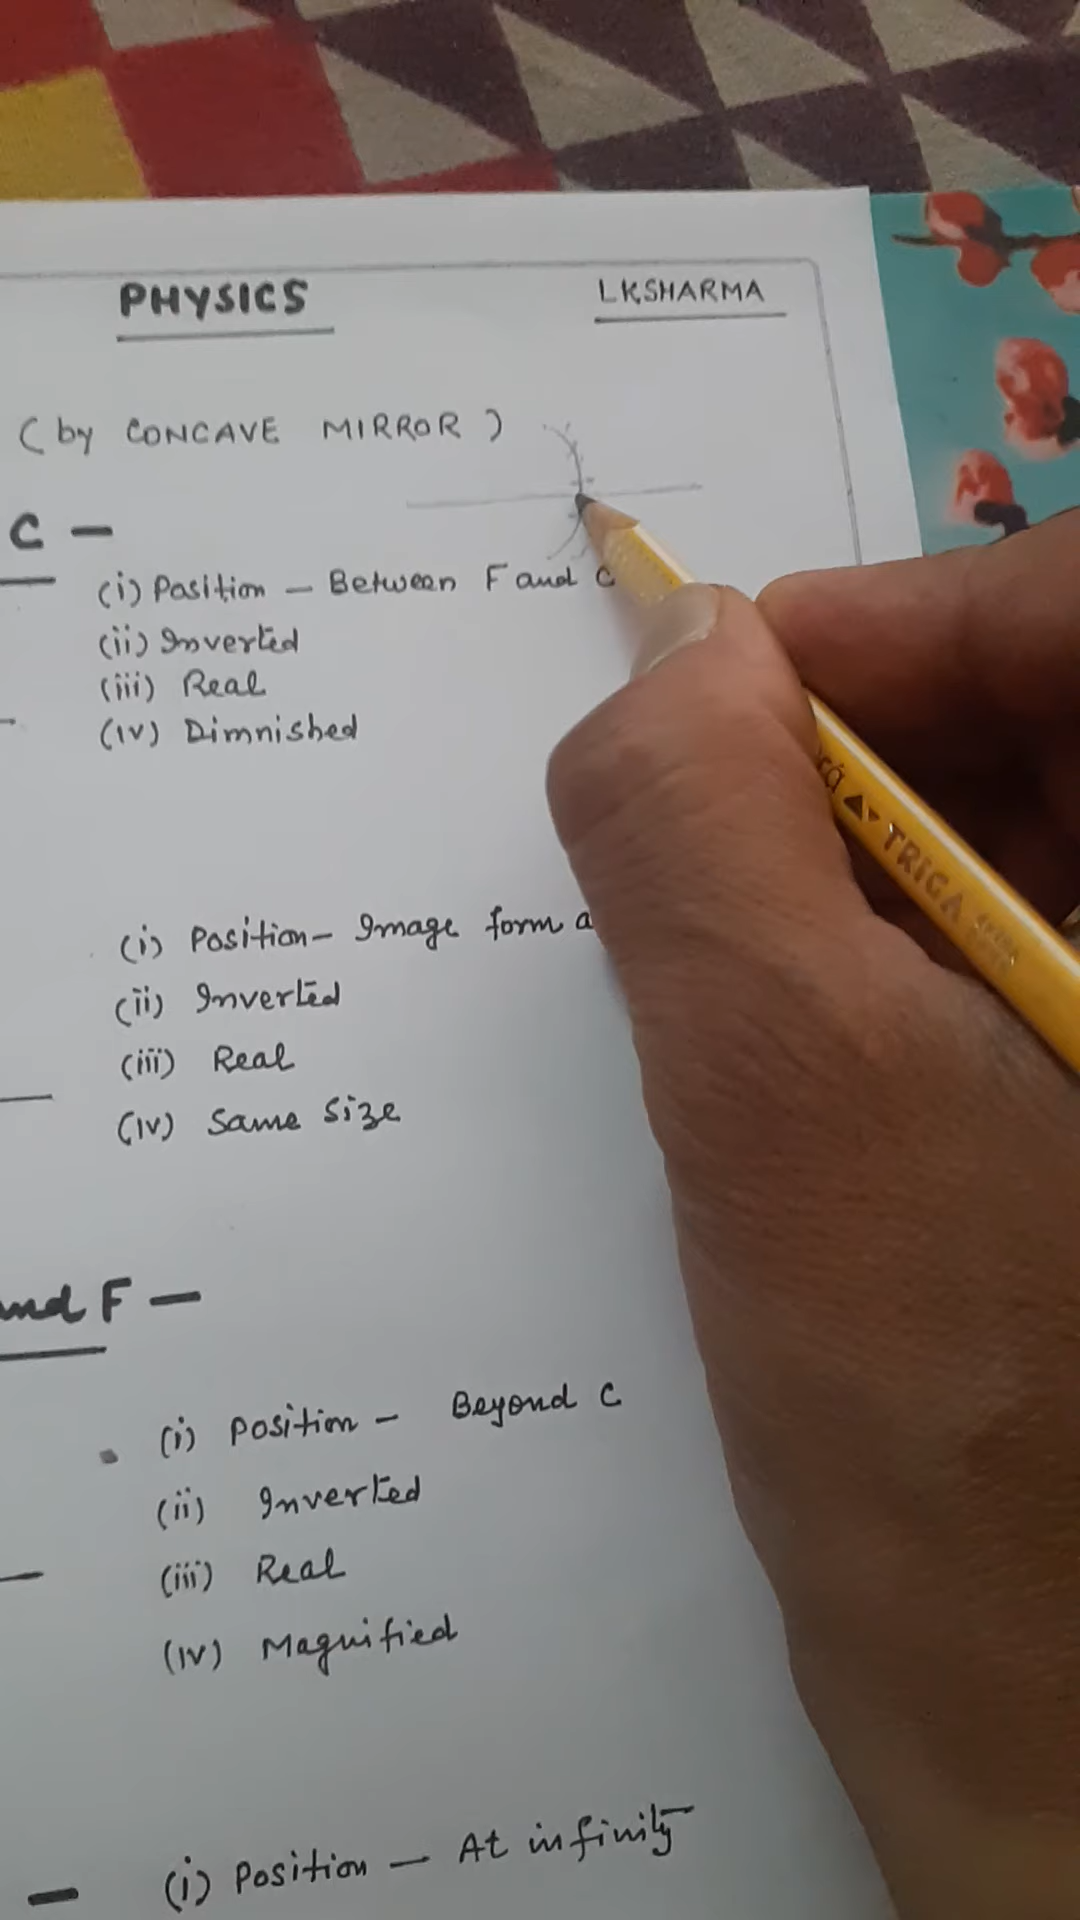 PHYSICS
LKSHARMA
(by CONCAVE MIRROR)
C —
(i) Position — Between F and C
(ii) Inverted
(iii) Real
(iv) Dimnished
(i) Position — Image form a
(ii) Inverted
(iii) Real
(iv) Same size
and F —
(i) Position — Beyond C
(ii) Inverted
(iii) Real
(iv) Magnified
— (i) Position — At infinity
TRIGA